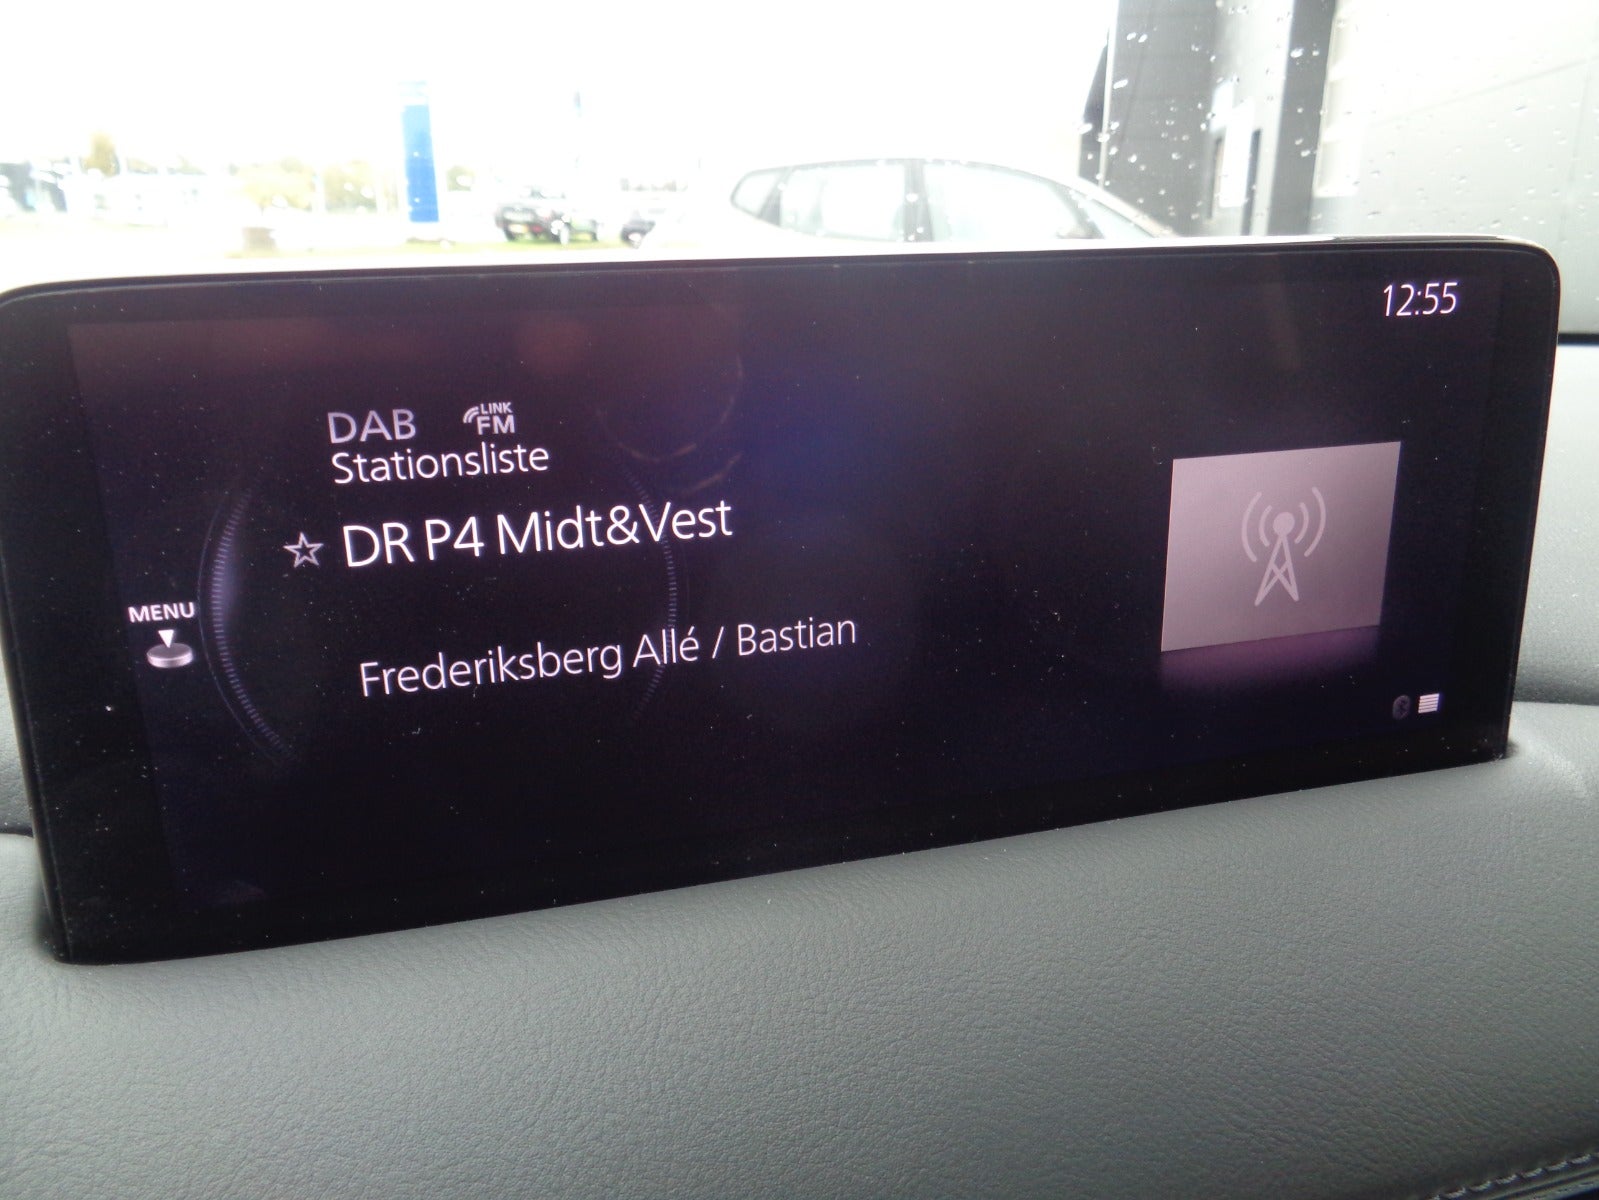 12:55
DAB LINK FM
Stationsliste
DR P4 Midt&Vest
MENU
Frederiksberg Allé / Bastian